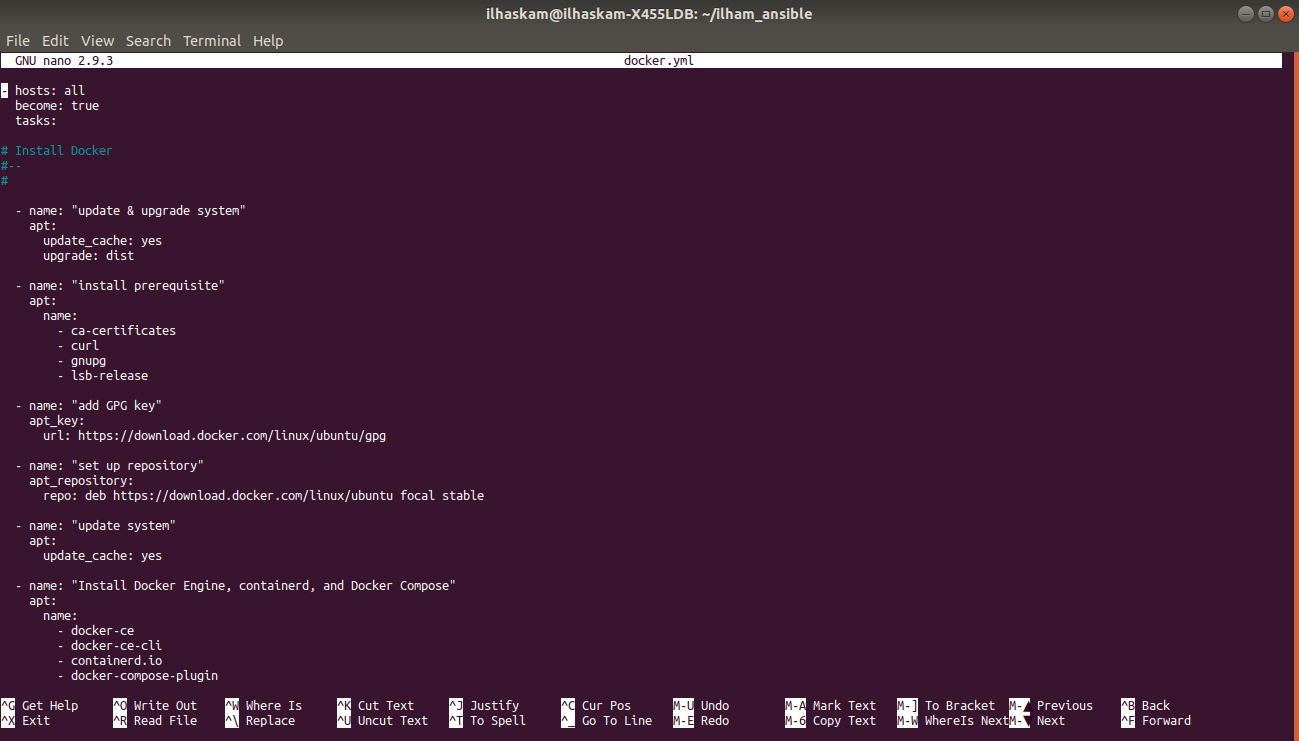 ilhaskam@ilhaskam-X455LDB: ~/ilham_ansible
File Edit View Search Terminal Help
GNU nano 2.9.3 docker.yml
- hosts: all
become: true
tasks:
# Install Docker
#--
#
- name: "update & upgrade system"
apt:
update_cache: yes
upgrade: dist
- name: "install prerequisite"
apt:
name:
- ca-certificates
- curl
- gnupg
- lsb-release
- name: "add GPG key"
apt_key:
url: https://download.docker.com/linux/ubuntu/gpg
- name: "set up repository"
apt_repository:
repo: deb https://download.docker.com/linux/ubuntu focal stable
- name: "update system"
apt:
update_cache: yes
- name: "Install Docker Engine, containerd, and Docker Compose"
apt:
name:
- docker-ce
- docker-ce-cli
- containerd.io
- docker-compose-plugin
^G Get Help ^O Write Out ^W Where Is ^K Cut Text ^J Justify ^C Cur Pos M-U Undo M-A Mark Text M-] To Bracket M-▲ Previous ^B Back
^X Exit ^R Read File ^\ Replace ^U Uncut Text ^T To Spell ^_ Go To Line M-E Redo M-6 Copy Text M-W WhereIs Next M-▼ Next ^F Forward